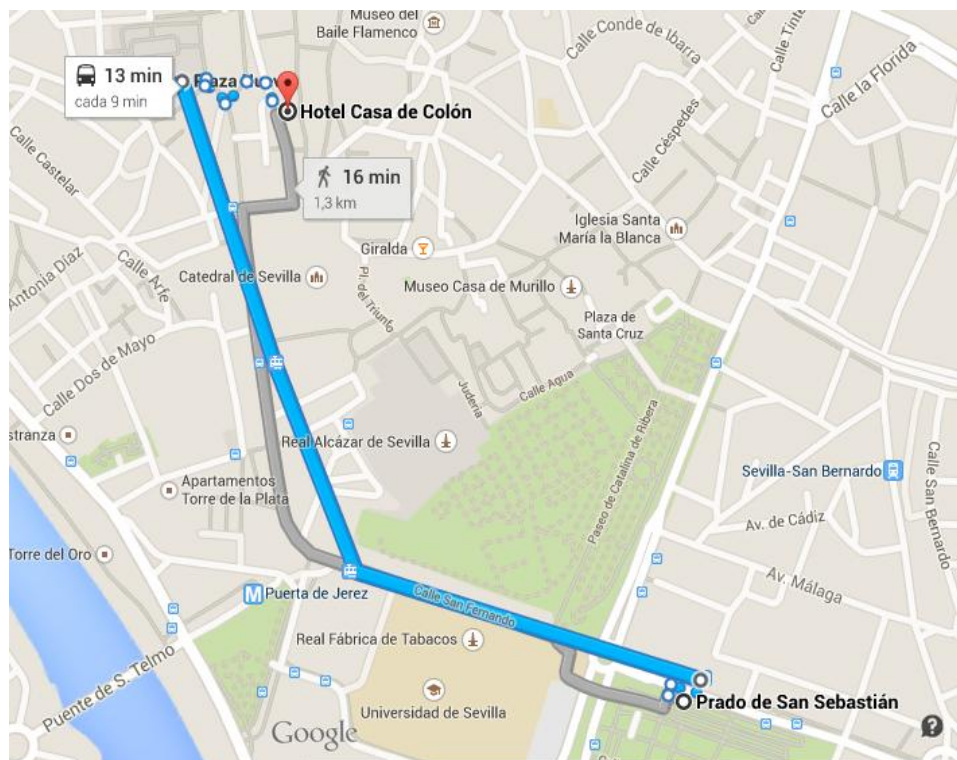 Museo del
Baile Flamenco
Calle Conde de Ibarra
Calle la Florida
13 min
cada 9 min
Hotel Casa de Colón
Calle Céspedes
Calle Castelar
16 min
1,3 km
Iglesia Santa
María la Blanca
Antonia Díaz
Calle Arfe
Giralda
Catedral de Sevilla
Pl. del Triunfo
Museo Casa de Murillo
Plaza de
Santa Cruz
Calle Dos de Mayo
Judería
Calle Agua
Paseo de Catalina de Ribera
Real Alcázar de Sevilla
Sevilla-San Bernardo
Calle San Bernardo
Apartamentos
Torre de la Plata
Av. de Cádiz
Torre del Oro
Av. Málaga
M Puerta de Jerez
Calle San Fernando
Real Fábrica de Tabacos
Puente de S. Telmo
Prado de San Sebastián
Universidad de Sevilla
Google
?